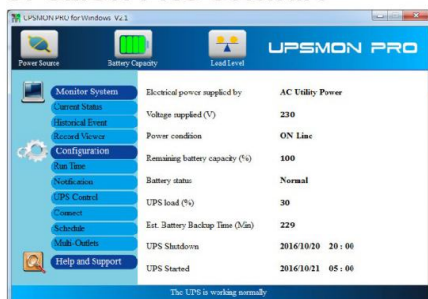 UPSMON PRO for Windows V2.1
Power Source
Battery Capacity
Load Level
UPSMON PRO
Monitor System
Current Status
Historical Event
Record Viewer
Configuration
Run Time
Notification
UPS Control
Connect
Schedule
Multi-Outlets
Help and Support
Electrical power supplied by AC Utility Power
Voltage supplied (V) 230
Power condition ON Line
Remaining battery capacity (%) 100
Battery status Normal
UPS load (%) 30
Est. Battery Backup Time (Min) 229
UPS Shutdown 2016/10/20 20 : 00
UPS Started 2016/10/21 05 : 00
The UPS is working normally